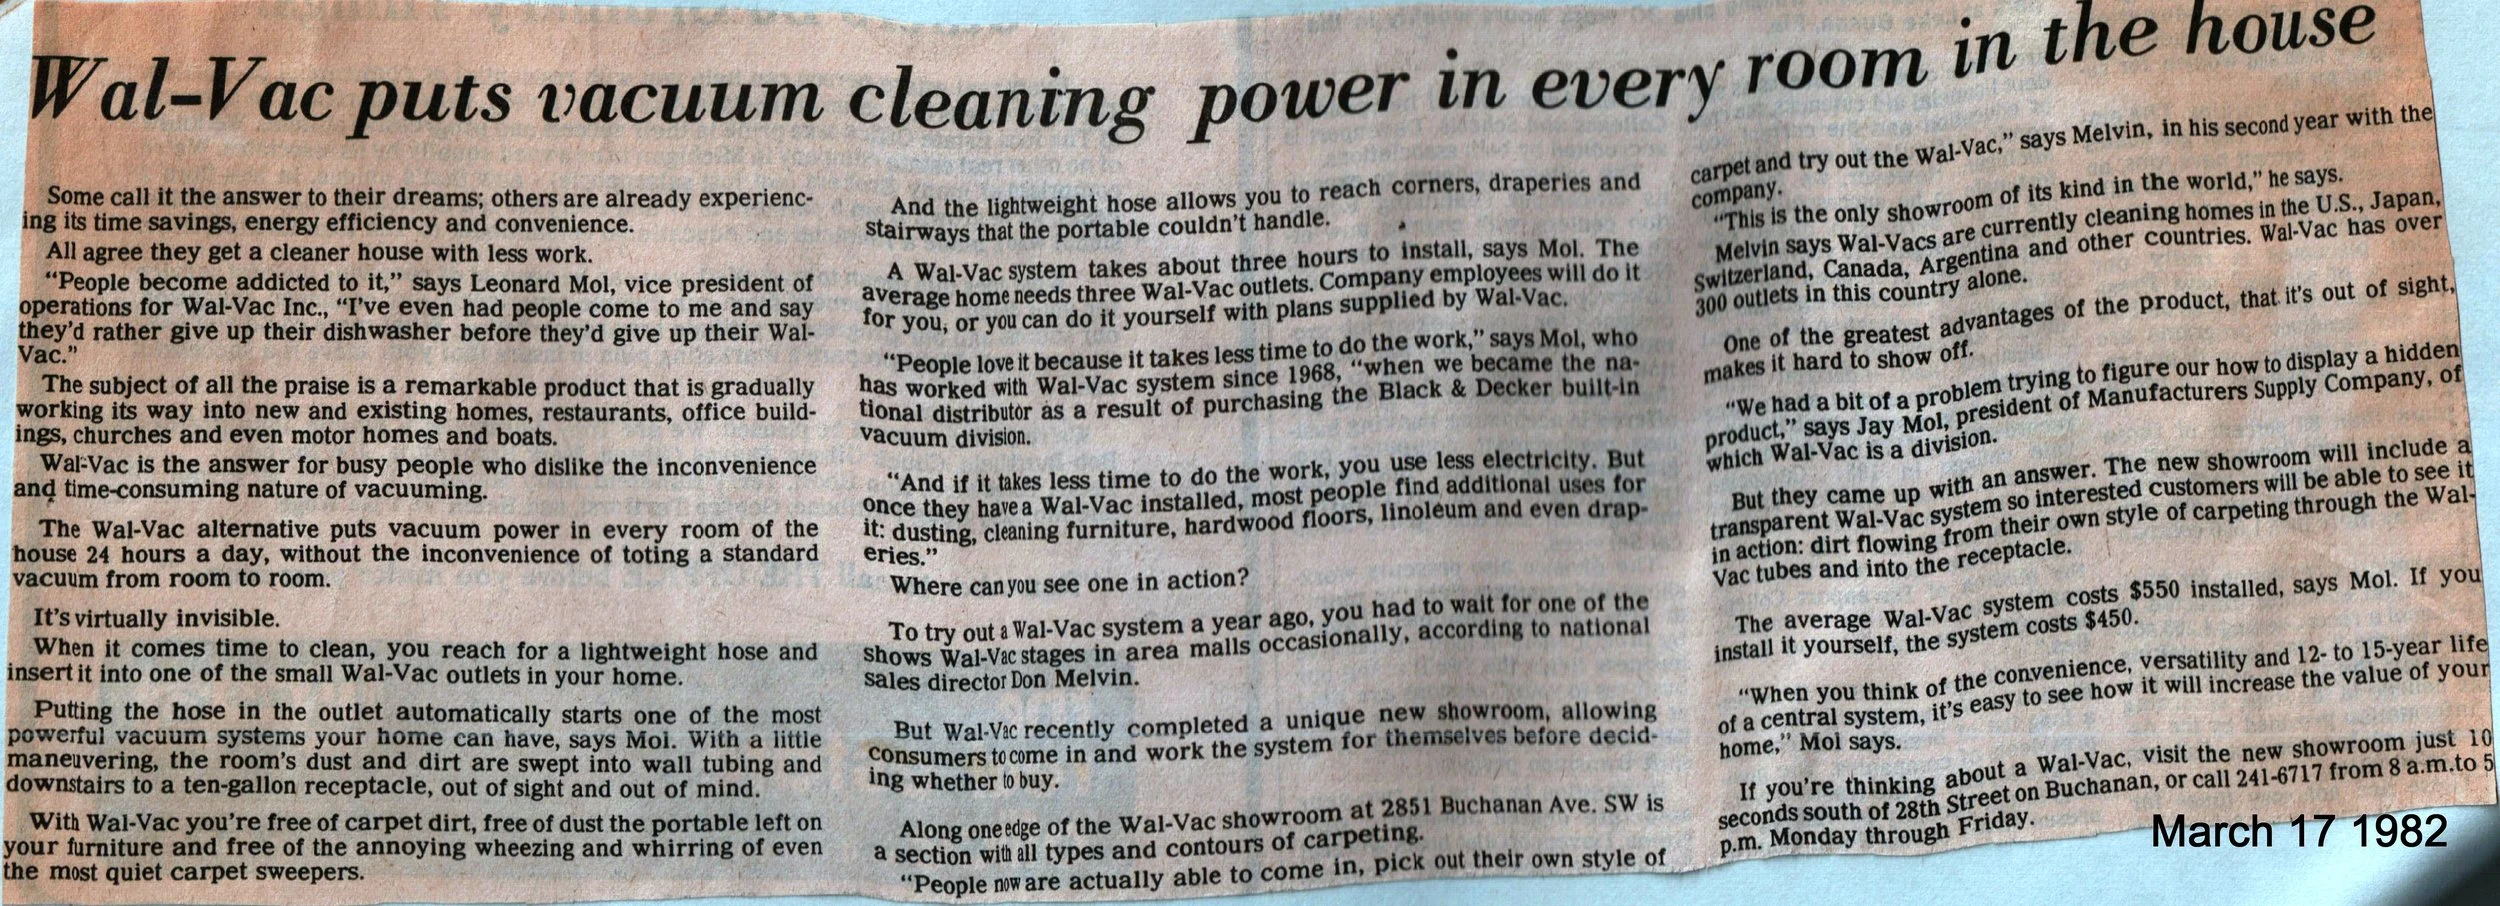 Wal-Vac puts vacuum cleaning power in every room in the house
Some call it the answer to their dreams; others are already experienc-
ing its time savings, energy efficiency and convenience.
All agree they get a cleaner house with less work.
“People become addicted to it,” says Leonard Mol, vice president of
operations for Wal-Vac Inc., “I’ve even had people come to me and say
they’d rather give up their dishwasher before they’d give up their Wal-
Vac.”
The subject of all the praise is a remarkable product that is gradually
working its way into new and existing homes, restaurants, office build-
ings, churches and even motor homes and boats.
Wal-Vac is the answer for busy people who dislike the inconvenience
and time-consuming nature of vacuuming.
The Wal-Vac alternative puts vacuum power in every room of the
house 24 hours a day, without the inconvenience of toting a standard
vacuum from room to room.
It’s virtually invisible.
When it comes time to clean, you reach for a lightweight hose and
insert it into one of the small Wal-Vac outlets in your home.
Putting the hose in the outlet automatically starts one of the most
powerful vacuum systems your home can have, says Mol. With a little
maneuvering, the room’s dust and dirt are swept into wall tubing and
downstairs to a ten-gallon receptacle, out of sight and out of mind.
With Wal-Vac you’re free of carpet dirt, free of dust the portable left on
your furniture and free of the annoying wheezing and whirring of even
the most quiet carpet sweepers.
And the lightweight hose allows you to reach corners, draperies and
stairways that the portable couldn’t handle.
A Wal-Vac system takes about three hours to install, says Mol. The
average home needs three Wal-Vac outlets. Company employees will do it
for you, or you can do it yourself with plans supplied by Wal-Vac.
“People love it because it takes less time to do the work,” says Mol, who
has worked with Wal-Vac system since 1968, “when we became the na-
tional distributor as a result of purchasing the Black & Decker built-in
vacuum division.
“And if it takes less time to do the work, you use less electricity. But
once they have a Wal-Vac installed, most people find additional uses for
it: dusting, cleaning furniture, hardwood floors, linoleum and even drap-
eries.”
Where can you see one in action?
To try out a Wal-Vac system a year ago, you had to wait for one of the
shows Wal-Vac stages in area malls occasionally, according to national
sales director Don Melvin.
But Wal-Vac recently completed a unique new showroom, allowing
consumers to come in and work the system for themselves before decid-
ing whether to buy.
Along one edge of the Wal-Vac showroom at 2851 Buchanan Ave. SW is
a section with all types and contours of carpeting.
“People now are actually able to come in, pick out their own style of
carpet and try out the Wal-Vac,” says Melvin, in his second year with the
company.
“This is the only showroom of its kind in the world,” he says.
Melvin says Wal-Vacs are currently cleaning homes in the U.S., Japan,
Switzerland, Canada, Argentina and other countries. Wal-Vac has over
300 outlets in this country alone.
One of the greatest advantages of the product, that it’s out of sight,
makes it hard to show off.
“We had a bit of a problem trying to figure our how to display a hidden
product,” says Jay Mol, president of Manufacturers Supply Company, of
which Wal-Vac is a division.
But they came up with an answer. The new showroom will include a
transparent Wal-Vac system so interested customers will be able to see it
in action: dirt flowing from their own style of carpeting through the Wal-
Vac tubes and into the receptacle.
The average Wal-Vac system costs $550 installed, says Mol. If you
install it yourself, the system costs $450.
“When you think of the convenience, versatility and 12- to 15-year life
of a central system, it’s easy to see how it will increase the value of your
home,” Mol says.
If you’re thinking about a Wal-Vac, visit the new showroom just 10
seconds south of 28th Street on Buchanan, or call 241-6717 from 8 a.m.to 5
p.m. Monday through Friday.
March 17 1982